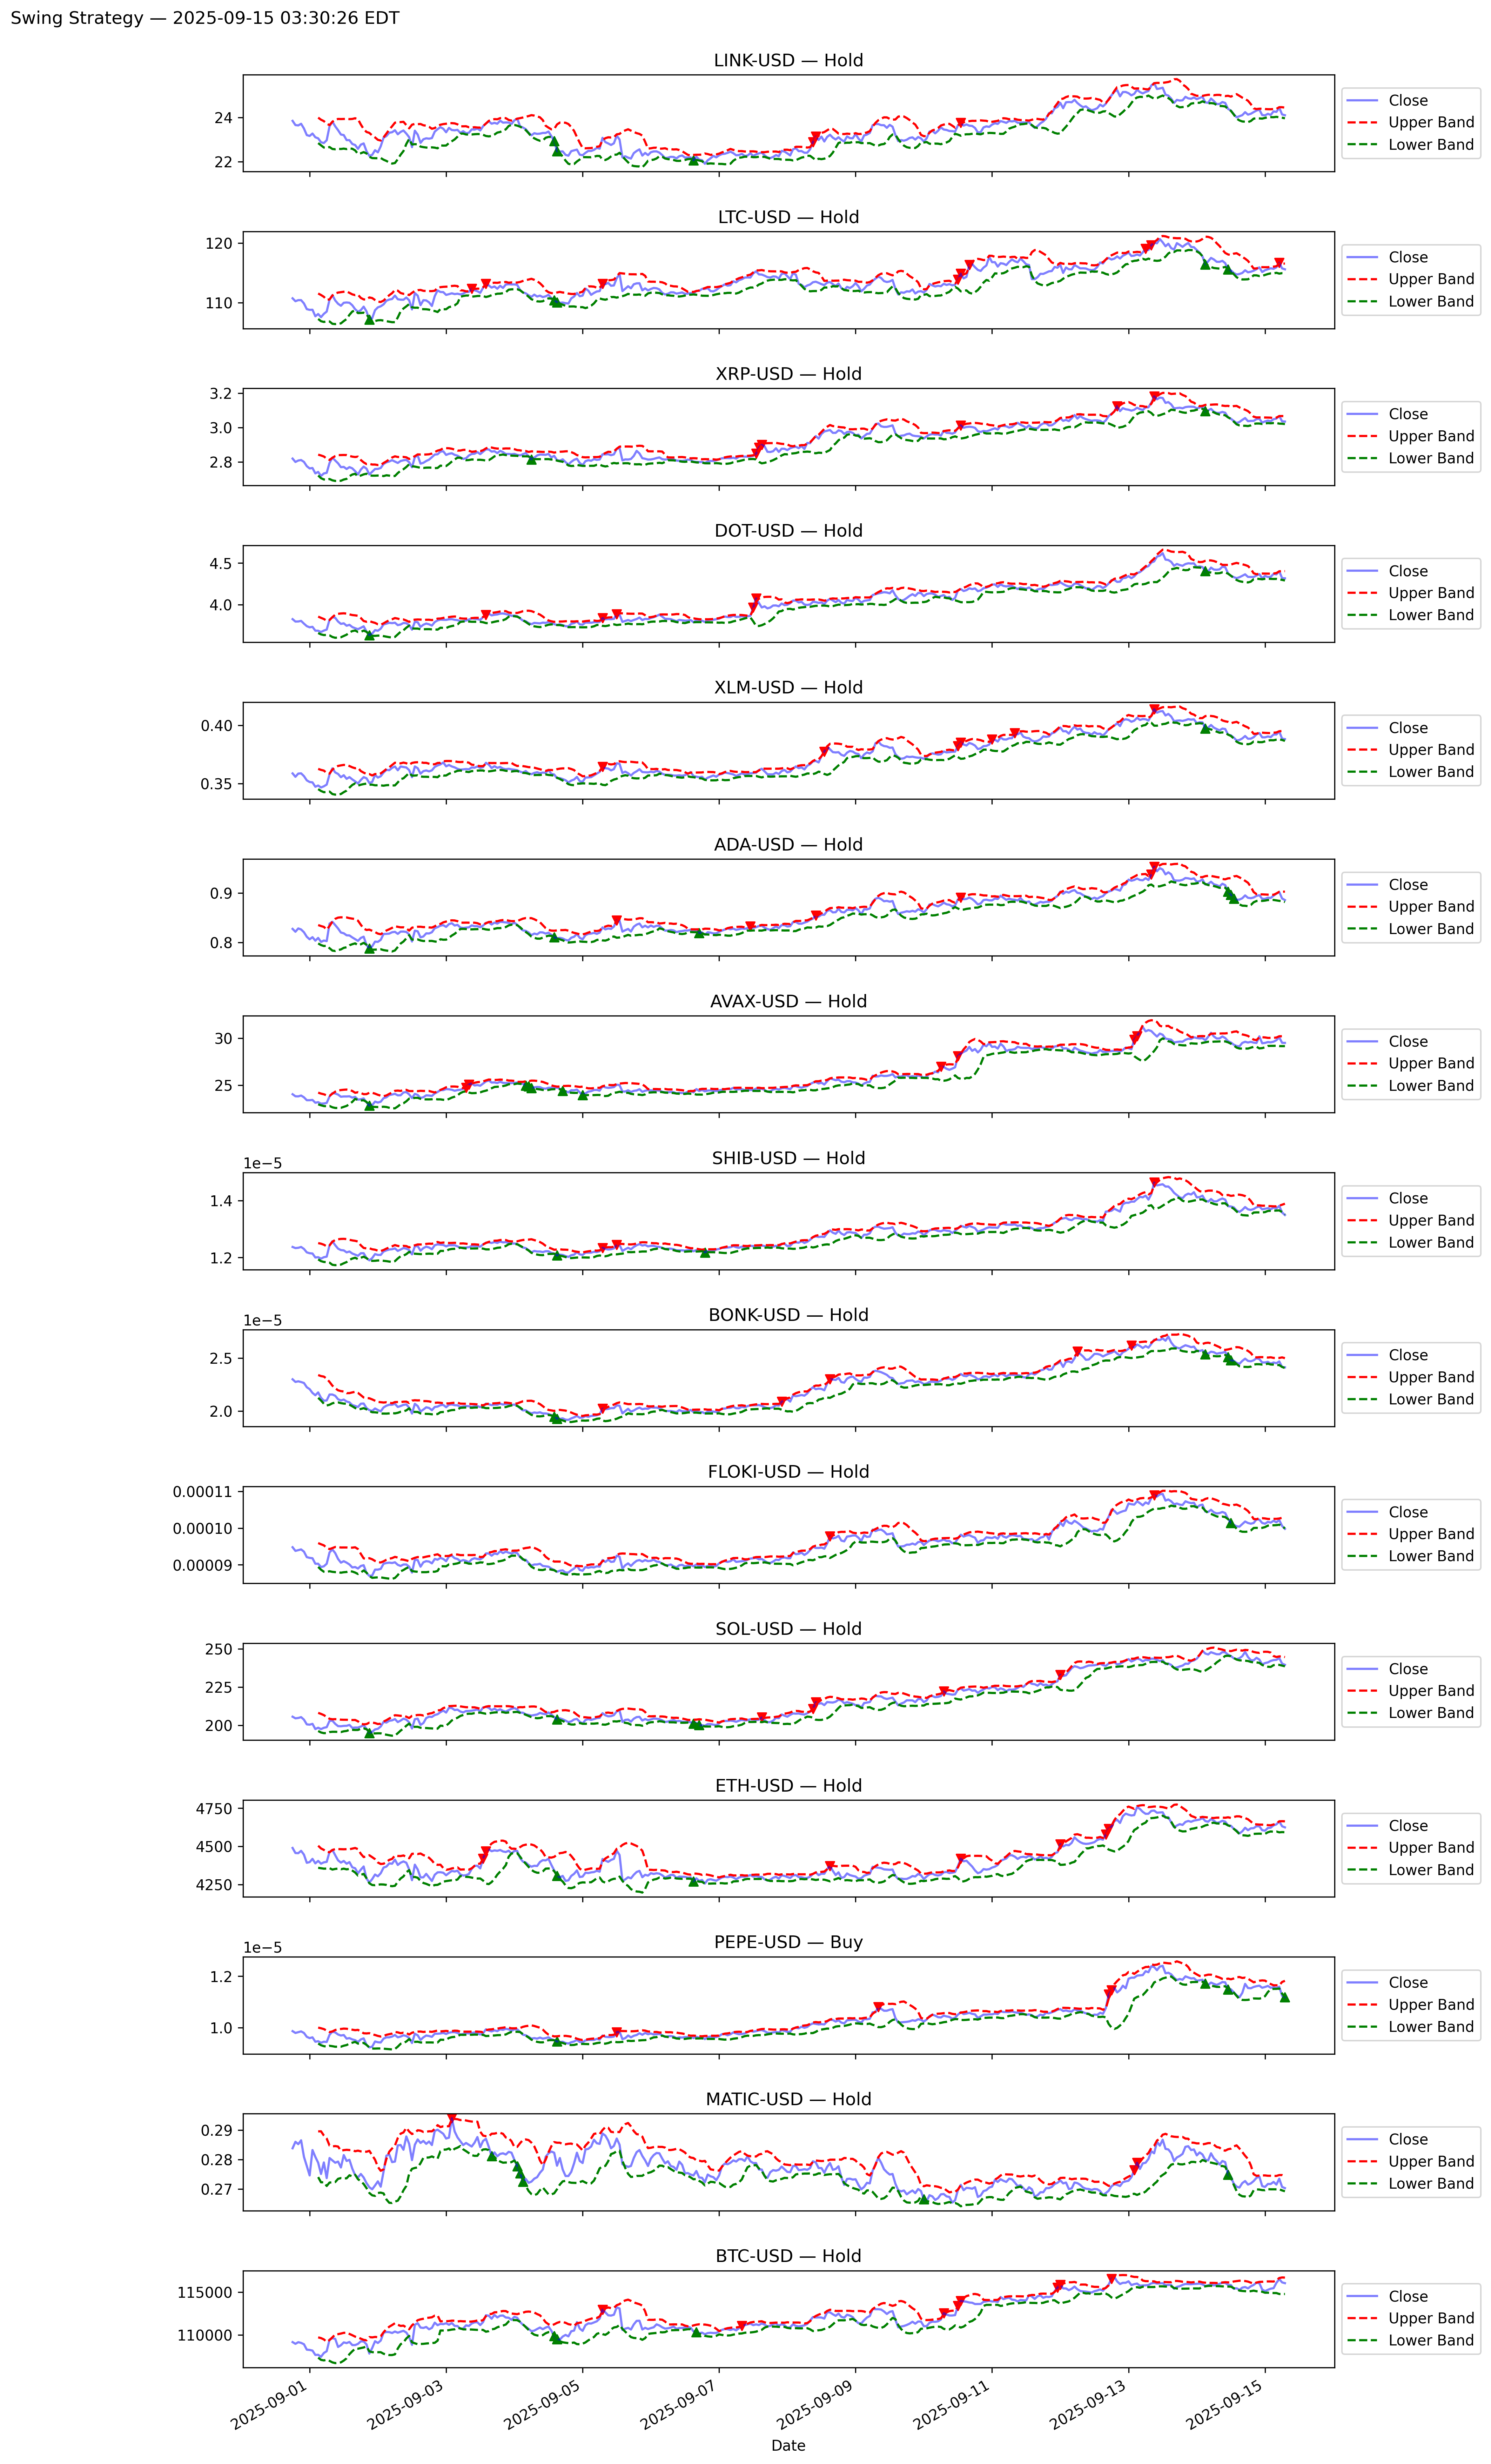 Swing Strategy — 2025-09-15 03:30:26 EDT
LINK-USD — Hold
24
22
Close
Upper Band
Lower Band
LTC-USD — Hold
120
110
Close
Upper Band
Lower Band
XRP-USD — Hold
3.2
3.0
2.8
Close
Upper Band
Lower Band
DOT-USD — Hold
4.5
4.0
Close
Upper Band
Lower Band
XLM-USD — Hold
0.40
0.35
Close
Upper Band
Lower Band
ADA-USD — Hold
0.9
0.8
Close
Upper Band
Lower Band
AVAX-USD — Hold
30
25
Close
Upper Band
Lower Band
SHIB-USD — Hold
1e−5
1.4
1.2
Close
Upper Band
Lower Band
BONK-USD — Hold
1e−5
2.5
2.0
Close
Upper Band
Lower Band
FLOKI-USD — Hold
0.00011
0.00010
0.00009
Close
Upper Band
Lower Band
SOL-USD — Hold
250
225
200
Close
Upper Band
Lower Band
ETH-USD — Hold
4750
4500
4250
Close
Upper Band
Lower Band
PEPE-USD — Buy
1e−5
1.2
1.0
Close
Upper Band
Lower Band
MATIC-USD — Hold
0.29
0.28
0.27
Close
Upper Band
Lower Band
BTC-USD — Hold
115000
110000
Close
Upper Band
Lower Band
2025-09-01
2025-09-03
2025-09-05
2025-09-07
2025-09-09
2025-09-11
2025-09-13
2025-09-15
Date